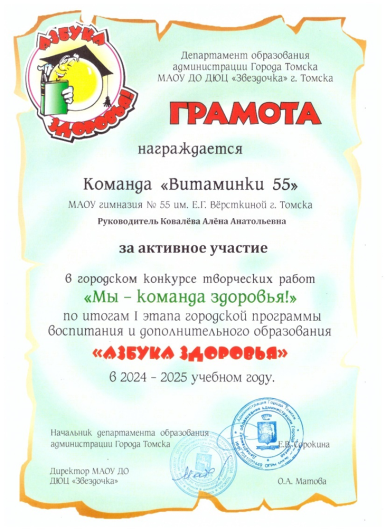 АЗБУКА
ЗДОРОВЬЯ
Департамент образования
администрации Города Томска
МАОУ ДО ДЮЦ «Звездочка» г. Томска
ГРАМОТА
награждается
Команда «Витаминки 55»
МАОУ гимназия № 55 им. Е.Г. Вёрсткиной г. Томска
Руководитель Ковалёва Алёна Анатольевна
за активное участие
в городском конкурсе творческих работ
«Мы – команда здоровья!»
по итогам I этапа городской программы
воспитания и дополнительного образования
«АЗБУКА ЗДОРОВЬЯ»
в 2024 – 2025 учебном году.
Начальник департамента образования
администрации Города Томска
Е.В. Сорокина
Директор МАОУ ДО
ДЮЦ «Звездочка»
О.А. Матова